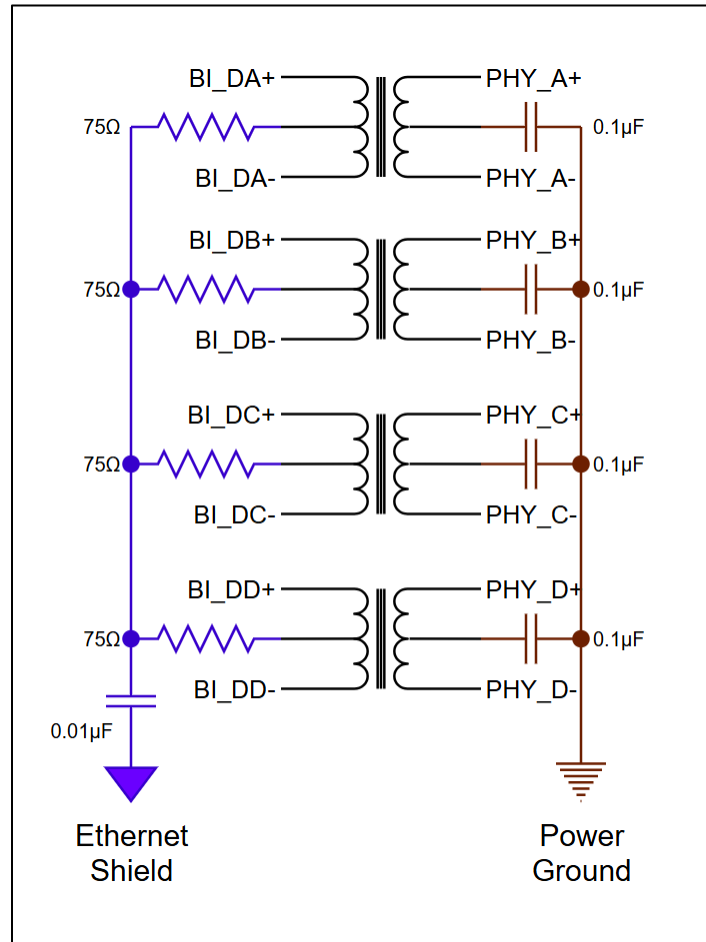 BI_DA+
PHY_A+
75Ω
0.1µF
BI_DA-
PHY_A-
BI_DB+
PHY_B+
75Ω
0.1µF
BI_DB-
PHY_B-
BI_DC+
PHY_C+
75Ω
0.1µF
BI_DC-
PHY_C-
BI_DD+
PHY_D+
75Ω
0.1µF
BI_DD-
PHY_D-
0.01µF
Ethernet
Shield
Power
Ground